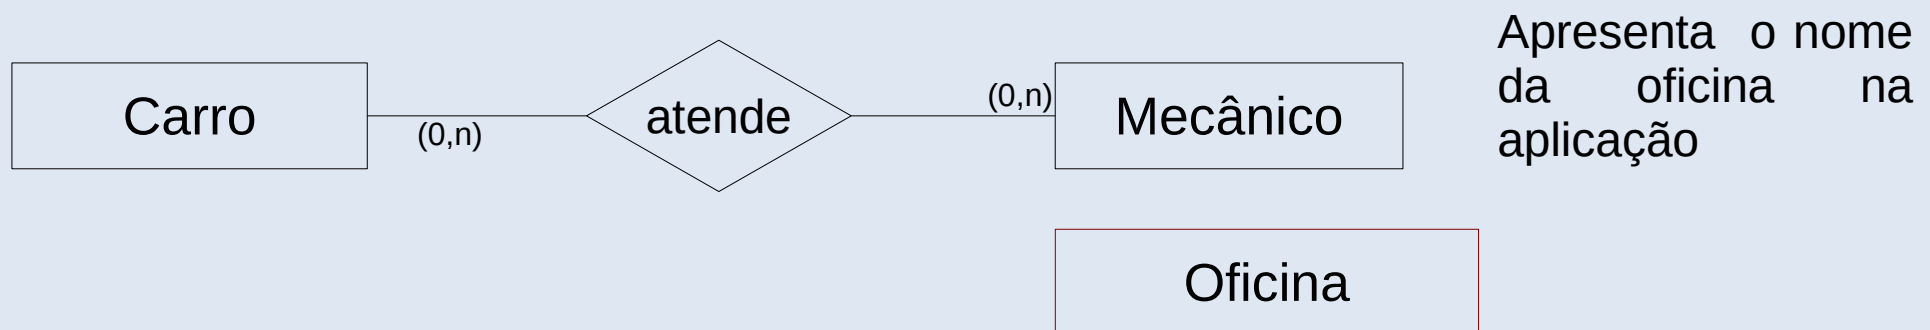 Carro
(0,n)
atende
(0,n)
Mecânico
Apresenta o nome
da oficina na
aplicação
Oficina